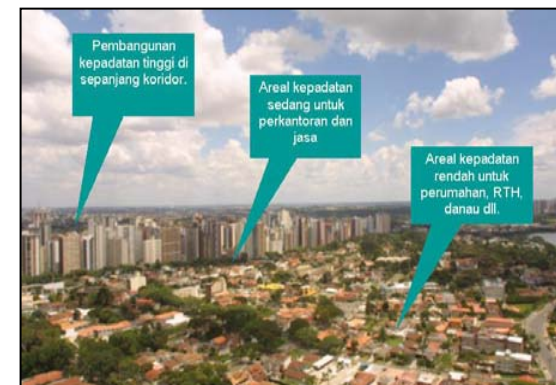 Pembangunan
kepadatan tinggi di
sepanjang koridor.
Areal kepadatan
sedang untuk
perkantoran dan
jasa
Areal kepadatan
rendah untuk
perumahan, RTH,
danau dll.